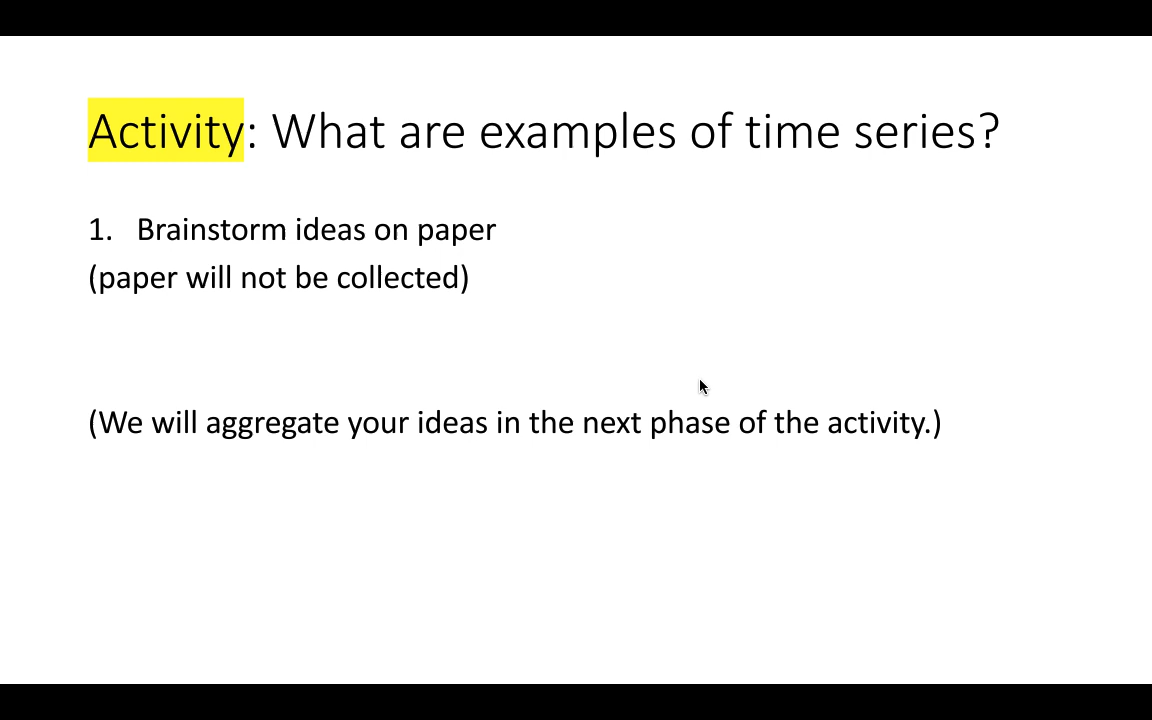 Activity: What are examples of time series?
1. Brainstorm ideas on paper
(paper will not be collected)
(We will aggregate your ideas in the next phase of the activity.)